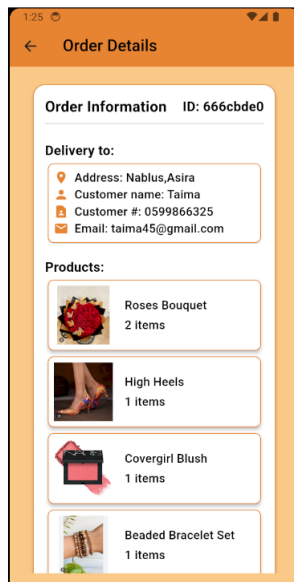 1:25
Order Details
Order Information ID: 666cbde0
Delivery to:
Address: Nablus,Asira
Customer name: Taima
Customer #: 0599866325
Email: taima45@gmail.com
Products:
Roses Bouquet
2 items
High Heels
1 items
Covergirl Blush
1 items
Beaded Bracelet Set
1 items